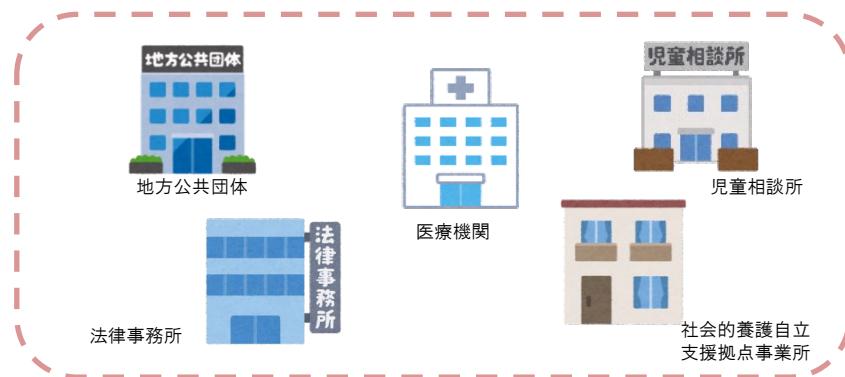 地方公共団体
児童相談所
地方公共団体
児童相談所
医療機関
法律事務所
法律事務所
社会的養護自立
支援拠点事業所